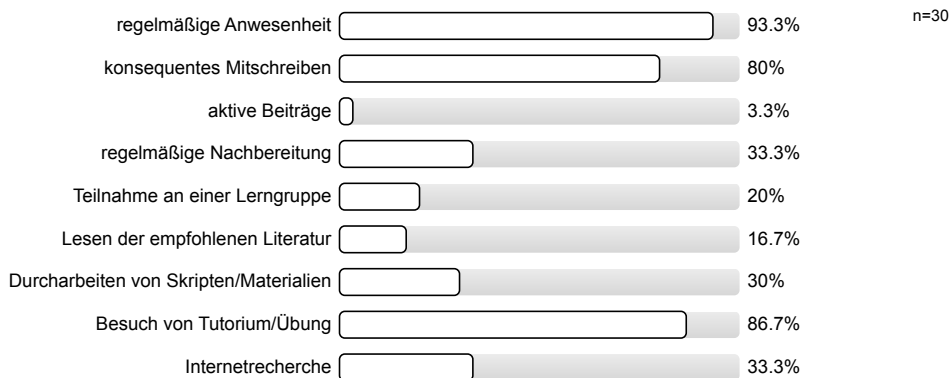 n=30
regelmäßige Anwesenheit 93.3%
konsequentes Mitschreiben 80%
aktive Beiträge 3.3%
regelmäßige Nachbereitung 33.3%
Teilnahme an einer Lerngruppe 20%
Lesen der empfohlenen Literatur 16.7%
Durcharbeiten von Skripten/Materialien 30%
Besuch von Tutorium/Übung 86.7%
Internetrecherche 33.3%